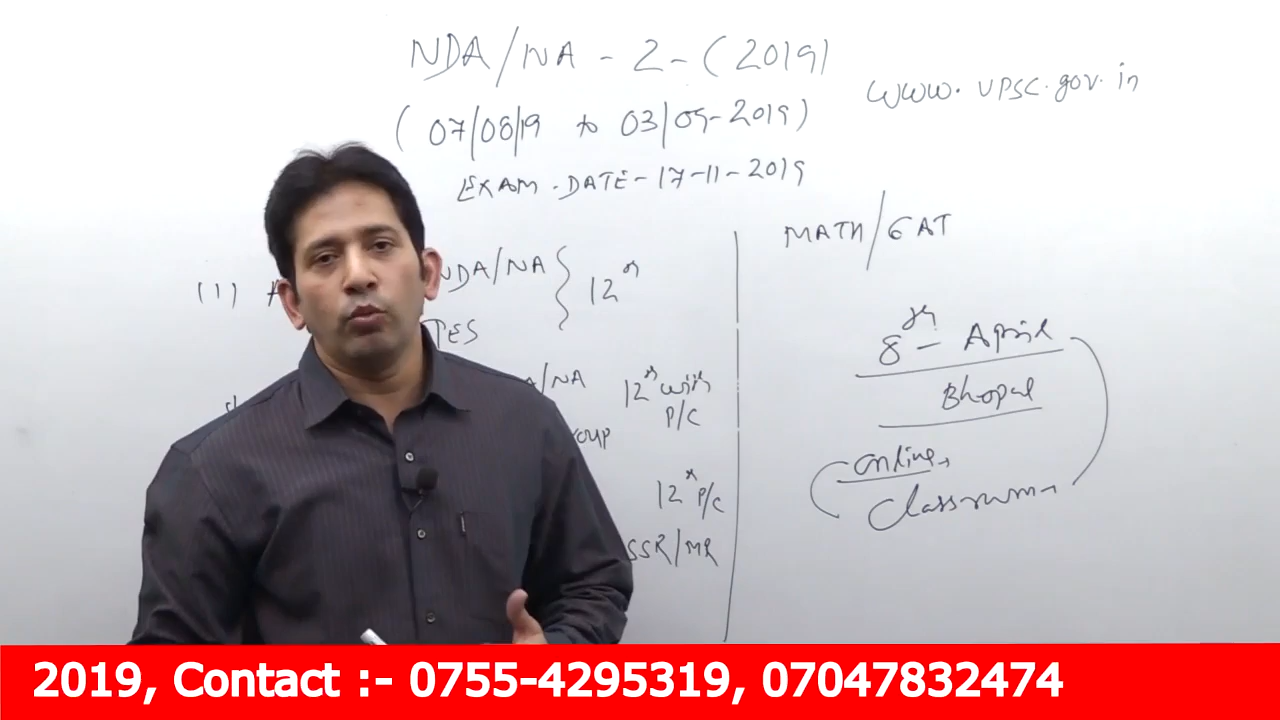 NDA/NA - 2 - (2019)
www.upsc.gov.in
(07/08/19 to 03/09-2019)
EXAM - DATE - 17-11-2019
MATH/GAT
(1) NDA/NA } 12th
TES
8th - April
/NA 12th with
P/C
Bhopal
roup
online
12th P/C
Classroom
SSR/MR
2019, Contact :- 0755-4295319, 07047832474